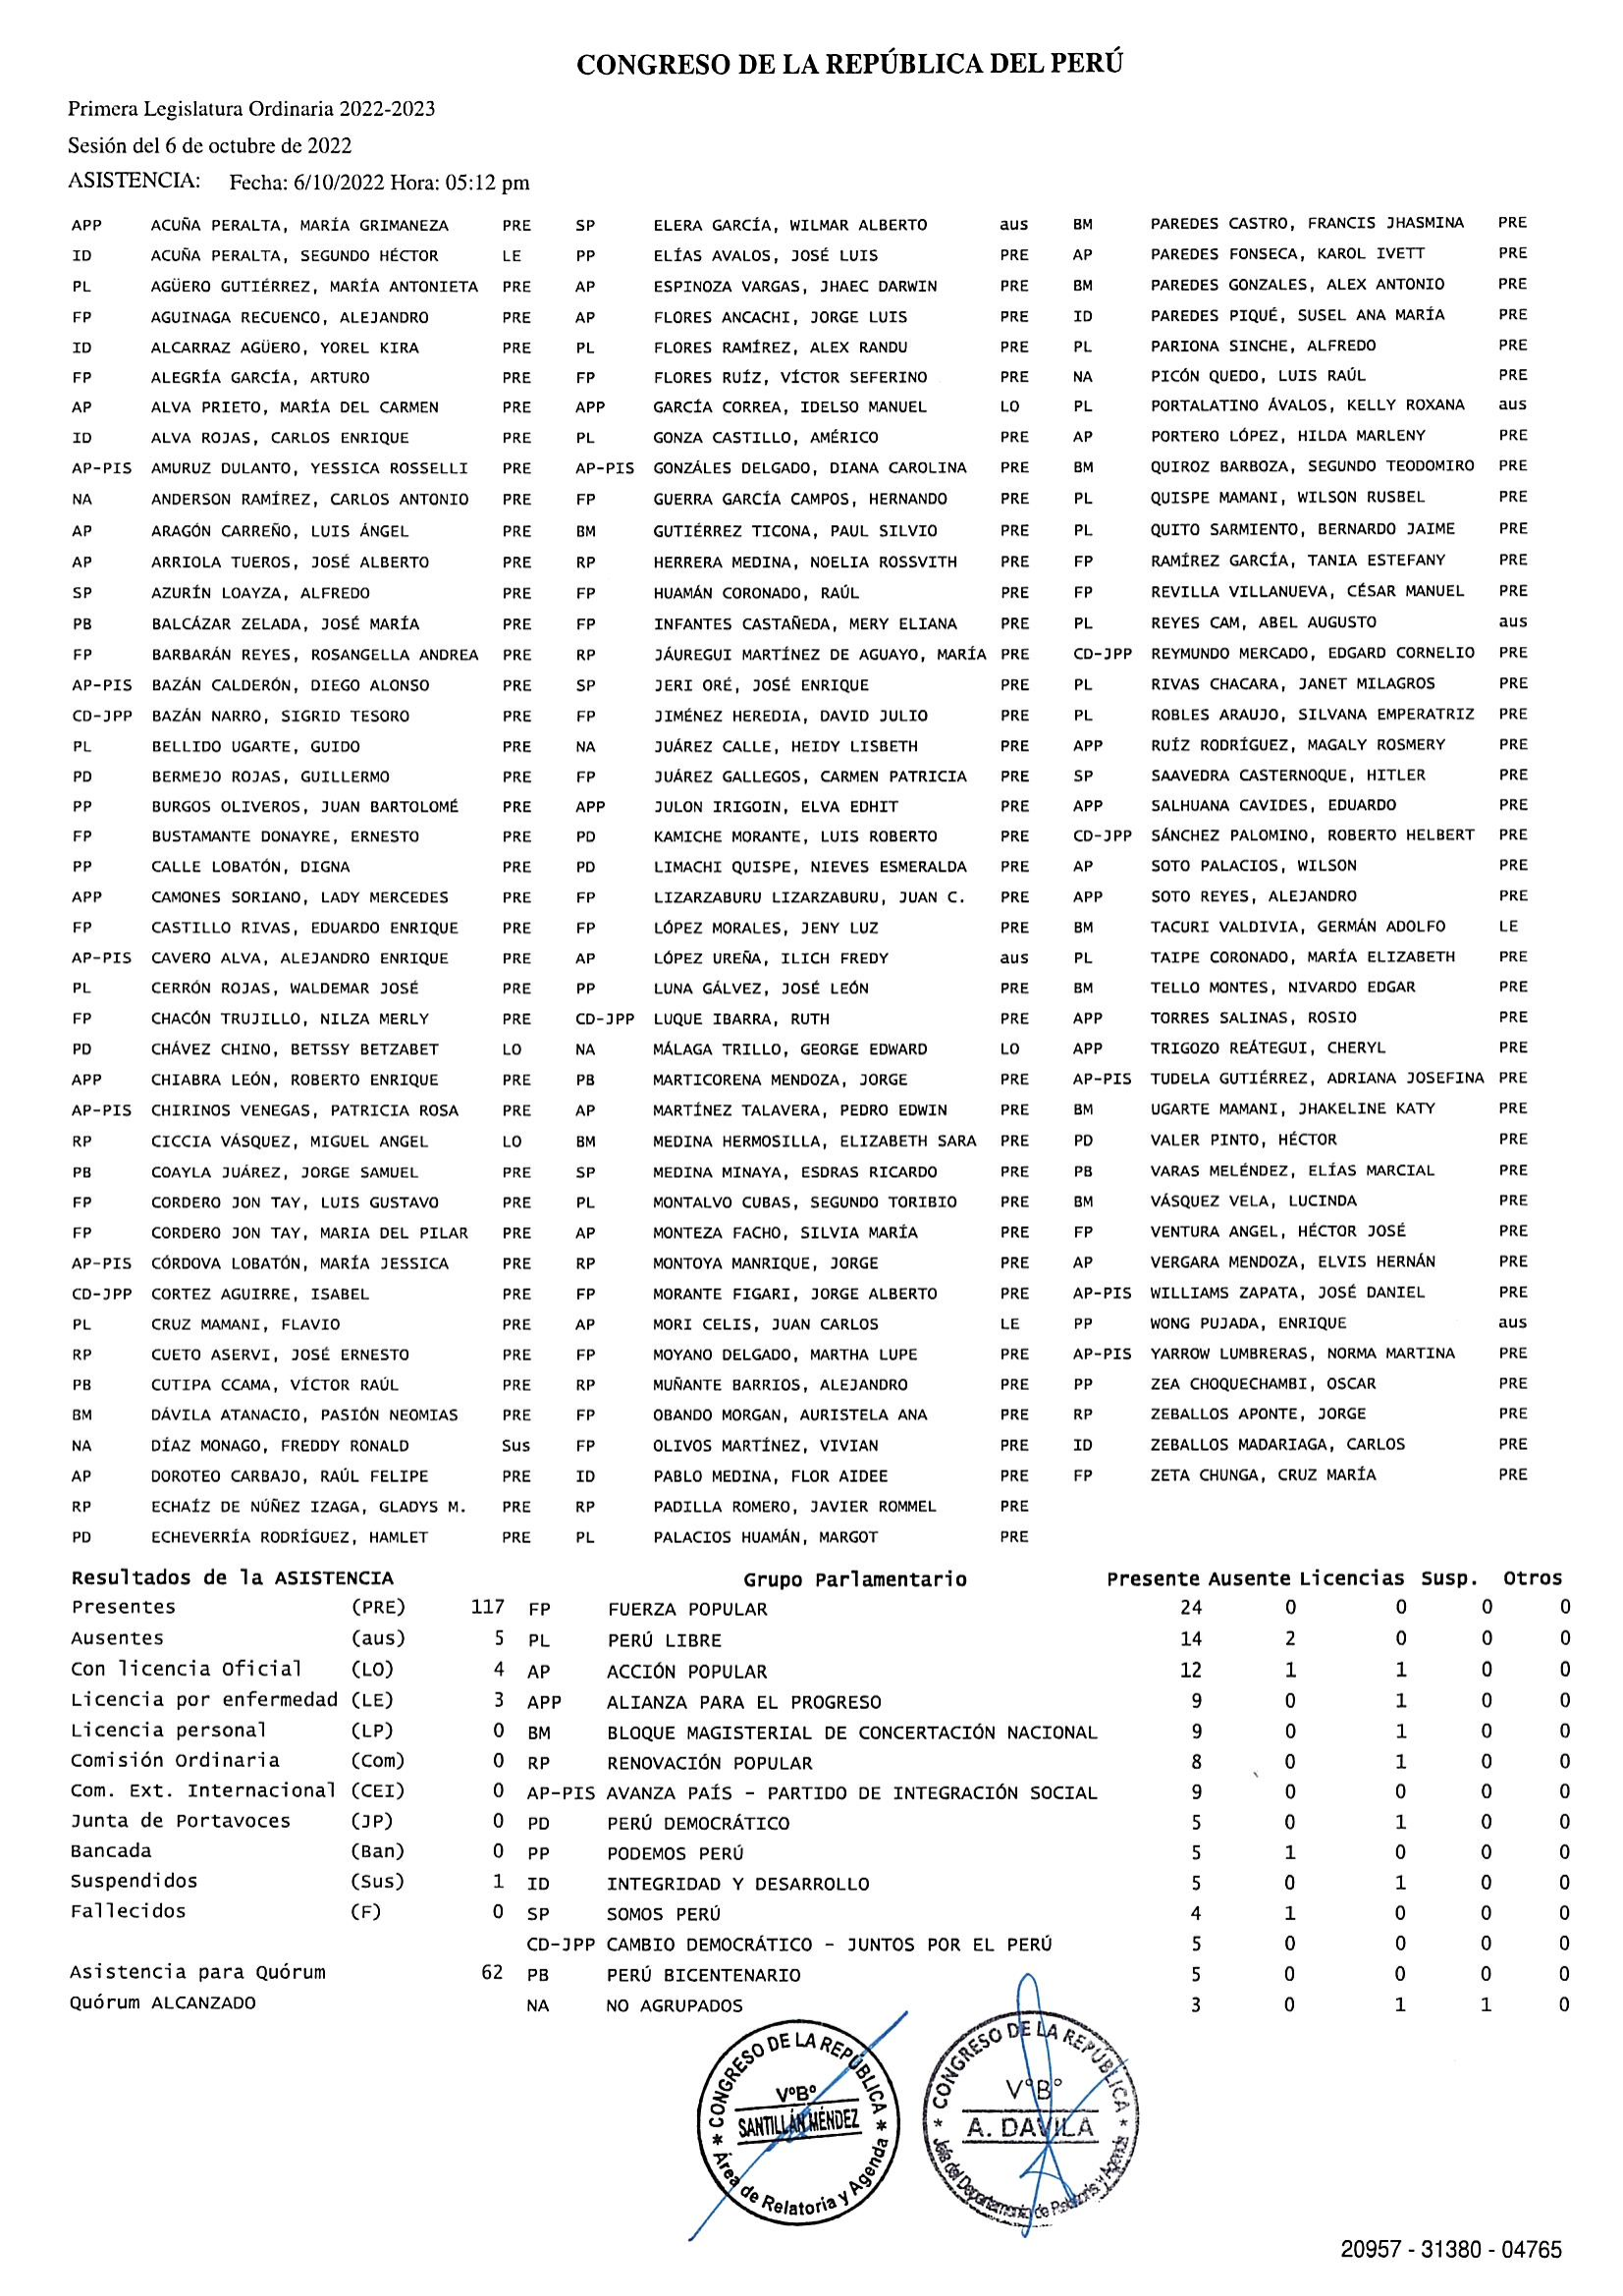 CONGRESO DE LA REPÚBLICA DEL PERÚ
Primera Legislatura Ordinaria 2022-2023
Sesión del 6 de octubre de 2022
ASISTENCIA: Fecha: 6/10/2022 Hora: 05:12 pm
APP ACUÑA PERALTA, MARÍA GRIMANEZA PRE SP ELERA GARCÍA, WILMAR ALBERTO aus BM PAREDES CASTRO, FRANCIS JHASMINA PRE
ID ACUÑA PERALTA, SEGUNDO HÉCTOR LE PP ELÍAS AVALOS, JOSÉ LUIS PRE AP PAREDES FONSECA, KAROL IVETT PRE
PL AGÜERO GUTIÉRREZ, MARÍA ANTONIETA PRE AP ESPINOZA VARGAS, JHAEC DARWIN PRE BM PAREDES GONZALES, ALEX ANTONIO PRE
FP AGUINAGA RECUENCO, ALEJANDRO PRE AP FLORES ANCACHI, JORGE LUIS PRE ID PAREDES PIQUÉ, SUSEL ANA MARÍA PRE
ID ALCARRAZ AGÜERO, YOREL KIRA PRE PL FLORES RAMÍREZ, ALEX RANDU PRE PL PARIONA SINCHE, ALFREDO PRE
FP ALEGRÍA GARCÍA, ARTURO PRE FP FLORES RUÍZ, VÍCTOR SEFERINO PRE NA PICÓN QUEDO, LUIS RAÚL PRE
AP ALVA PRIETO, MARÍA DEL CARMEN PRE APP GARCÍA CORREA, IDELSO MANUEL LO PL PORTALATINO ÁVALOS, KELLY ROXANA aus
ID ALVA ROJAS, CARLOS ENRIQUE PRE PL GONZA CASTILLO, AMÉRICO PRE AP PORTERO LÓPEZ, HILDA MARLENY PRE
AP-PIS AMURUZ DULANTO, YESSICA ROSSELLI PRE AP-PIS GONZÁLES DELGADO, DIANA CAROLINA PRE BM QUIROZ BARBOZA, SEGUNDO TEODOMIRO PRE
NA ANDERSON RAMÍREZ, CARLOS ANTONIO PRE FP GUERRA GARCÍA CAMPOS, HERNANDO PRE PL QUISPE MAMANI, WILSON RUSBEL PRE
AP ARAGÓN CARREÑO, LUIS ÁNGEL PRE BM GUTIÉRREZ TICONA, PAUL SILVIO PRE PL QUITO SARMIENTO, BERNARDO JAIME PRE
AP ARRIOLA TUEROS, JOSÉ ALBERTO PRE RP HERRERA MEDINA, NOELIA ROSSVITH PRE FP RAMÍREZ GARCÍA, TANIA ESTEFANY PRE
SP AZURÍN LOAYZA, ALFREDO PRE FP HUAMÁN CORONADO, RAÚL PRE FP REVILLA VILLANUEVA, CÉSAR MANUEL PRE
PB BALCÁZAR ZELADA, JOSÉ MARÍA PRE FP INFANTES CASTAÑEDA, MERY ELIANA PRE PL REYES CAM, ABEL AUGUSTO aus
FP BARBARÁN REYES, ROSANGELLA ANDREA PRE RP JÁUREGUI MARTÍNEZ DE AGUAYO, MARÍA PRE CD-JPP REYMUNDO MERCADO, EDGARD CORNELIO PRE
AP-PIS BAZÁN CALDERÓN, DIEGO ALONSO PRE SP JERI ORÉ, JOSÉ ENRIQUE PRE PL RIVAS CHACARA, JANET MILAGROS PRE
CD-JPP BAZÁN NARRO, SIGRID TESORO PRE FP JIMÉNEZ HEREDIA, DAVID JULIO PRE PL ROBLES ARAUJO, SILVANA EMPERATRIZ PRE
PL BELLIDO UGARTE, GUIDO PRE NA JUÁREZ CALLE, HEIDY LISBETH PRE APP RUÍZ RODRÍGUEZ, MAGALY ROSMERY PRE
PD BERMEJO ROJAS, GUILLERMO PRE FP JUÁREZ GALLEGOS, CARMEN PATRICIA PRE SP SAAVEDRA CASTERNOQUE, HITLER PRE
PP BURGOS OLIVEROS, JUAN BARTOLOMÉ PRE APP JULON IRIGOIN, ELVA EDHIT PRE APP SALHUANA CAVIDES, EDUARDO PRE
FP BUSTAMANTE DONAYRE, ERNESTO PRE PD KAMICHE MORANTE, LUIS ROBERTO PRE CD-JPP SÁNCHEZ PALOMINO, ROBERTO HELBERT PRE
PP CALLE LOBATÓN, DIGNA PRE PD LIMACHI QUISPE, NIEVES ESMERALDA PRE AP SOTO PALACIOS, WILSON PRE
APP CAMONES SORIANO, LADY MERCEDES PRE FP LIZARZABURU LIZARZABURU, JUAN C. PRE APP SOTO REYES, ALEJANDRO PRE
FP CASTILLO RIVAS, EDUARDO ENRIQUE PRE FP LÓPEZ MORALES, JENY LUZ PRE BM TACURI VALDIVIA, GERMÁN ADOLFO LE
AP-PIS CAVERO ALVA, ALEJANDRO ENRIQUE PRE AP LÓPEZ UREÑA, ILICH FREDY aus PL TAIPE CORONADO, MARÍA ELIZABETH PRE
PL CERRÓN ROJAS, WALDEMAR JOSÉ PRE PP LUNA GÁLVEZ, JOSÉ LEÓN PRE BM TELLO MONTES, NIVARDO EDGAR PRE
FP CHACÓN TRUJILLO, NILZA MERLY PRE CD-JPP LUQUE IBARRA, RUTH PRE APP TORRES SALINAS, ROSIO PRE
PD CHÁVEZ CHINO, BETSSY BETZABET LO NA MÁLAGA TRILLO, GEORGE EDWARD LO APP TRIGOZO REÁTEGUI, CHERYL PRE
APP CHIABRA LEÓN, ROBERTO ENRIQUE PRE PB MARTICORENA MENDOZA, JORGE PRE AP-PIS TUDELA GUTIÉRREZ, ADRIANA JOSEFINA PRE
AP-PIS CHIRINOS VENEGAS, PATRICIA ROSA PRE AP MARTÍNEZ TALAVERA, PEDRO EDWIN PRE BM UGARTE MAMANI, JHAKELINE KATY PRE
RP CICCIA VÁSQUEZ, MIGUEL ANGEL LO BM MEDINA HERMOSILLA, ELIZABETH SARA PRE PD VALER PINTO, HÉCTOR PRE
PB COAYLA JUÁREZ, JORGE SAMUEL PRE SP MEDINA MINAYA, ESDRAS RICARDO PRE PB VARAS MELÉNDEZ, ELÍAS MARCIAL PRE
FP CORDERO JON TAY, LUIS GUSTAVO PRE PL MONTALVO CUBAS, SEGUNDO TORIBIO PRE BM VÁSQUEZ VELA, LUCINDA PRE
FP CORDERO JON TAY, MARIA DEL PILAR PRE AP MONTEZA FACHO, SILVIA MARÍA PRE FP VENTURA ANGEL, HÉCTOR JOSÉ PRE
AP-PIS CÓRDOVA LOBATÓN, MARÍA JESSICA PRE RP MONTOYA MANRIQUE, JORGE PRE AP VERGARA MENDOZA, ELVIS HERNÁN PRE
CD-JPP CORTEZ AGUIRRE, ISABEL PRE FP MORANTE FIGARI, JORGE ALBERTO PRE AP-PIS WILLIAMS ZAPATA, JOSÉ DANIEL PRE
PL CRUZ MAMANI, FLAVIO PRE AP MORI CELIS, JUAN CARLOS LE PP WONG PUJADA, ENRIQUE aus
RP CUETO ASERVI, JOSÉ ERNESTO PRE FP MOYANO DELGADO, MARTHA LUPE PRE AP-PIS YARROW LUMBRERAS, NORMA MARTINA PRE
PB CUTIPA CCAMA, VÍCTOR RAÚL PRE RP MUÑANTE BARRIOS, ALEJANDRO PRE PP ZEA CHOQUECHAMBI, OSCAR PRE
BM DÁVILA ATANACIO, PASIÓN NEOMIAS PRE FP OBANDO MORGAN, AURISTELA ANA PRE RP ZEBALLOS APONTE, JORGE PRE
NA DÍAZ MONAGO, FREDDY RONALD Sus FP OLIVOS MARTÍNEZ, VIVIAN PRE ID ZEBALLOS MADARIAGA, CARLOS PRE
AP DOROTEO CARBAJO, RAÚL FELIPE PRE ID PABLO MEDINA, FLOR AIDEE PRE FP ZETA CHUNGA, CRUZ MARÍA PRE
RP ECHAÍZ DE NÚÑEZ IZAGA, GLADYS M. PRE RP PADILLA ROMERO, JAVIER ROMMEL PRE
PD ECHEVERRÍA RODRÍGUEZ, HAMLET PRE PL PALACIOS HUAMÁN, MARGOT PRE
Resultados de la ASISTENCIA Grupo Parlamentario Presente Ausente Licencias Susp. Otros
Presentes (PRE) 117 FP FUERZA POPULAR 24 0 0 0 0
Ausentes (aus) 5 PL PERÚ LIBRE 14 2 0 0 0
Con licencia Oficial (LO) 4 AP ACCIÓN POPULAR 12 1 1 0 0
Licencia por enfermedad (LE) 3 APP ALIANZA PARA EL PROGRESO 9 0 1 0 0
Licencia personal (LP) 0 BM BLOQUE MAGISTERIAL DE CONCERTACIÓN NACIONAL 9 0 1 0 0
Comisión Ordinaria (Com) 0 RP RENOVACIÓN POPULAR 8 0 1 0 0
Com. Ext. Internacional (CEI) 0 AP-PIS AVANZA PAÍS - PARTIDO DE INTEGRACIÓN SOCIAL 9 0 0 0 0
Junta de Portavoces (JP) 0 PD PERÚ DEMOCRÁTICO 5 0 1 0 0
Bancada (Ban) 0 PP PODEMOS PERÚ 5 1 0 0 0
Suspendidos (Sus) 1 ID INTEGRIDAD Y DESARROLLO 5 0 1 0 0
Fallecidos (F) 0 SP SOMOS PERÚ 4 1 0 0 0
CD-JPP CAMBIO DEMOCRÁTICO - JUNTOS POR EL PERÚ 5 0 0 0 0
Asistencia para Quórum 62 PB PERÚ BICENTENARIO 5 0 0 0 0
Quórum ALCANZADO NA NO AGRUPADOS 3 0 1 1 0
CONGRESO DE LA REPÚBLICA
V°B°
SANTILLÁN MÉNDEZ
Área de Relatoria y Agenda
CONGRESO DE LA REPÚBLICA
V°B°
A. DAVILA
Jefa del Departamento de Relatoria y Agenda
20957 - 31380 - 04765